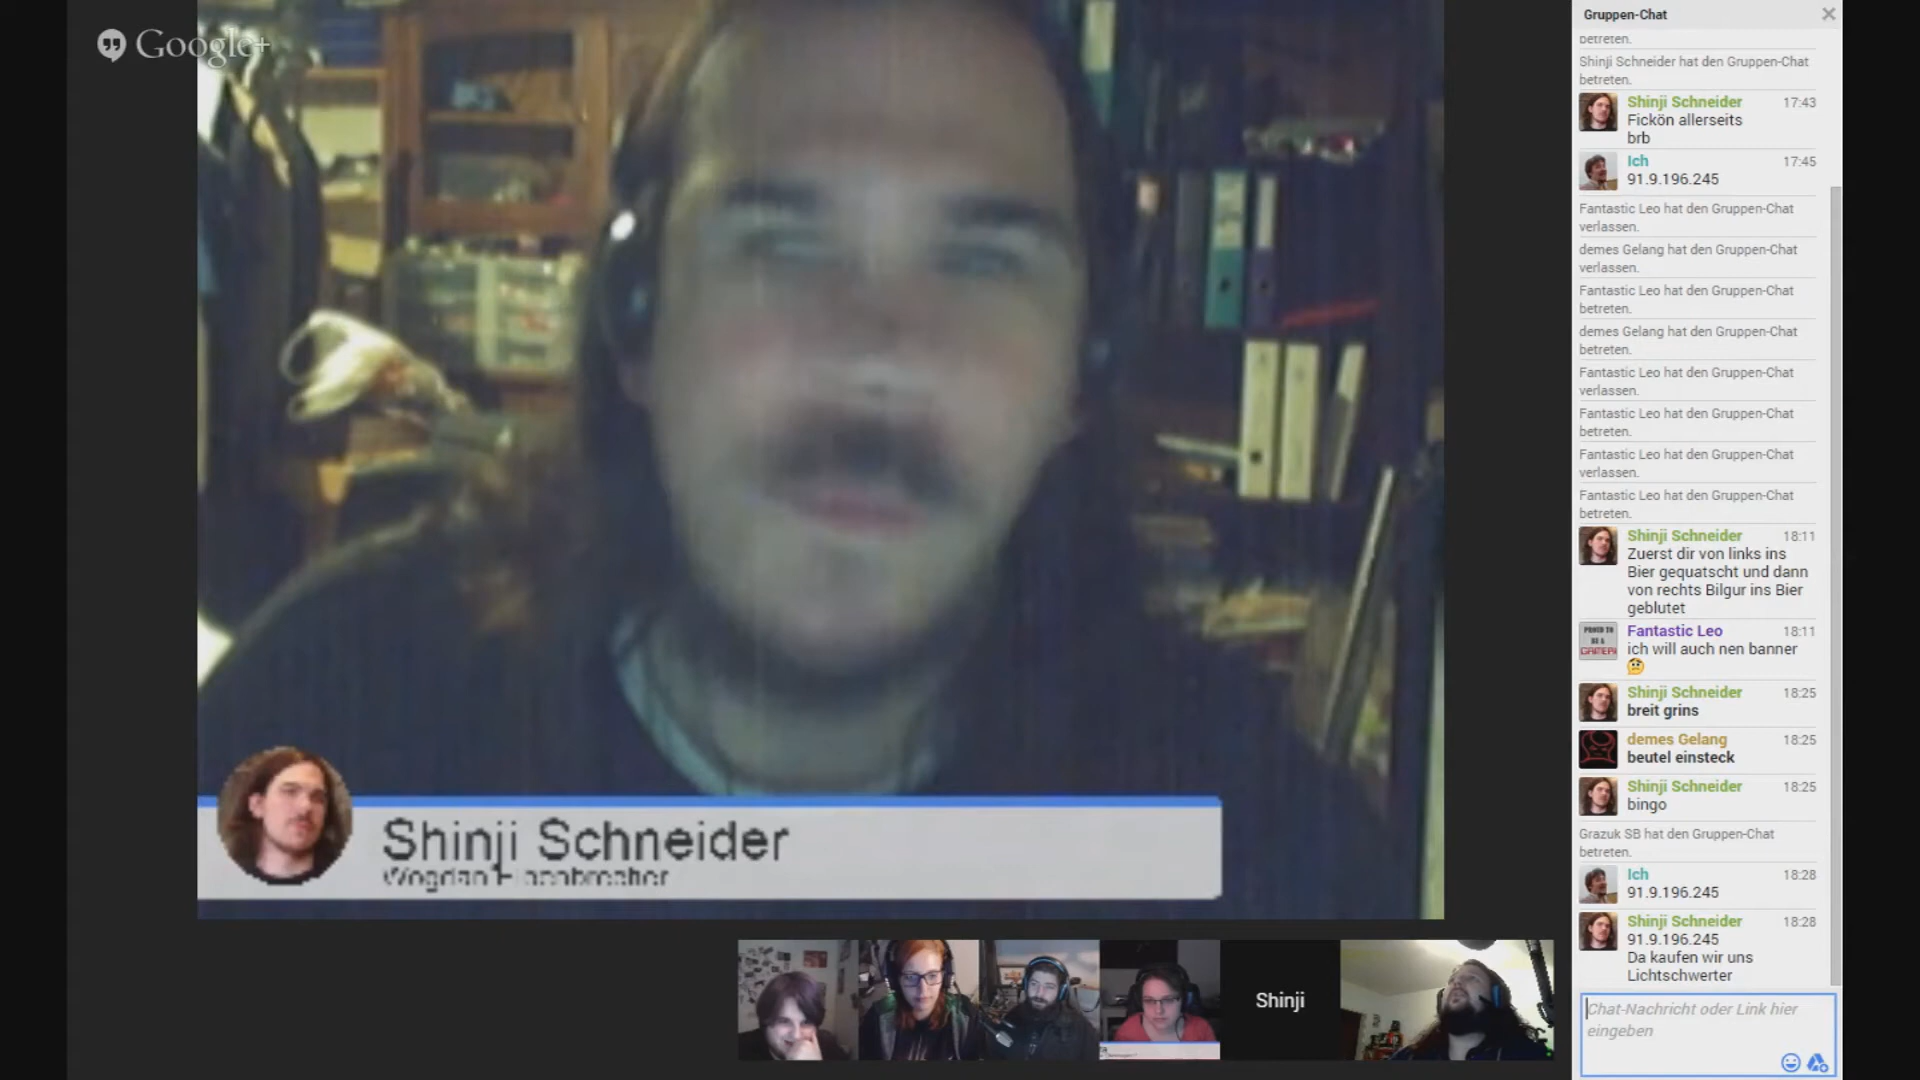 Google+
Shinji Schneider
Shinji
Gruppen-Chat
betreten.
Shinji Schneider hat den Gruppen-Chat
betreten.
Shinji Schneider 17:43
Fickön allerseits
brb
Ich 17:45
91.9.196.245
Fantastic Leo hat den Gruppen-Chat
verlassen.
demes Gelang hat den Gruppen-Chat
verlassen.
Fantastic Leo hat den Gruppen-Chat
betreten.
demes Gelang hat den Gruppen-Chat
betreten.
Fantastic Leo hat den Gruppen-Chat
verlassen.
Fantastic Leo hat den Gruppen-Chat
betreten.
Fantastic Leo hat den Gruppen-Chat
verlassen.
Fantastic Leo hat den Gruppen-Chat
betreten.
Shinji Schneider 18:11
Zuerst dir von links ins
Bier gequatscht und dann
von rechts Bilgur ins Bier
geblutet
PROUD TO
BE A
Fantastic Leo 18:11
ich will auch nen banner
Shinji Schneider 18:25
breit grins
demes Gelang 18:25
beutel einsteck
Shinji Schneider 18:25
bingo
Grazuk SB hat den Gruppen-Chat
betreten.
Ich 18:28
91.9.196.245
Shinji Schneider 18:28
91.9.196.245
Da kaufen wir uns
Lichtschwerter
Chat-Nachricht oder Link hier
eingeben